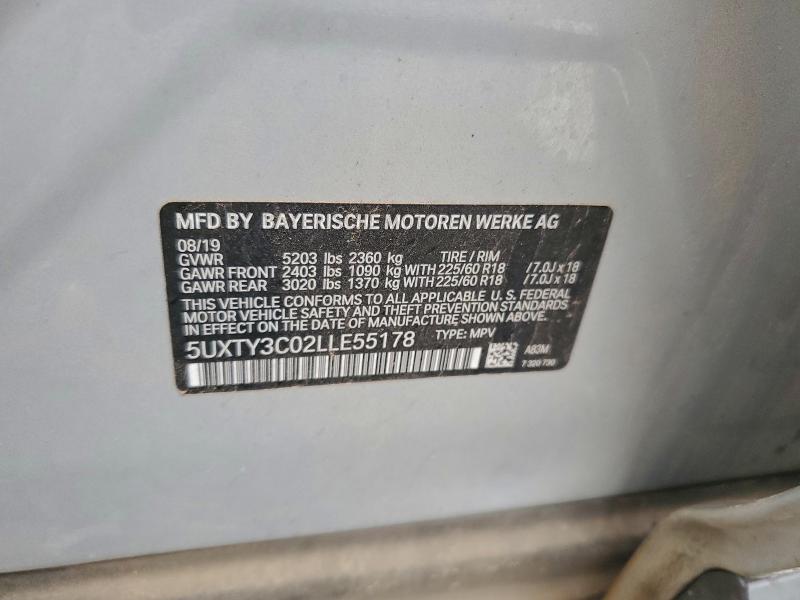 MFD BY BAYERISCHE MOTOREN WERKE AG
08/19
GVWR 5203 lbs 2360 kg TIRE / RIM
GAWR FRONT 2403 lbs 1090 kg WITH 225/60 R18 /7.0J x 18
GAWR REAR 3020 lbs 1370 kg WITH 225/60 R18 /7.0J x 18
THIS VEHICLE CONFORMS TO ALL APPLICABLE U. S. FEDERAL
MOTOR VEHICLE SAFETY AND THEFT PREVENTION STANDARDS
IN EFFECT ON THE DATE OF MANUFACTURE SHOWN ABOVE.
5UXTY3C02LLE55178 TYPE: MPV
A83M
7 320 730